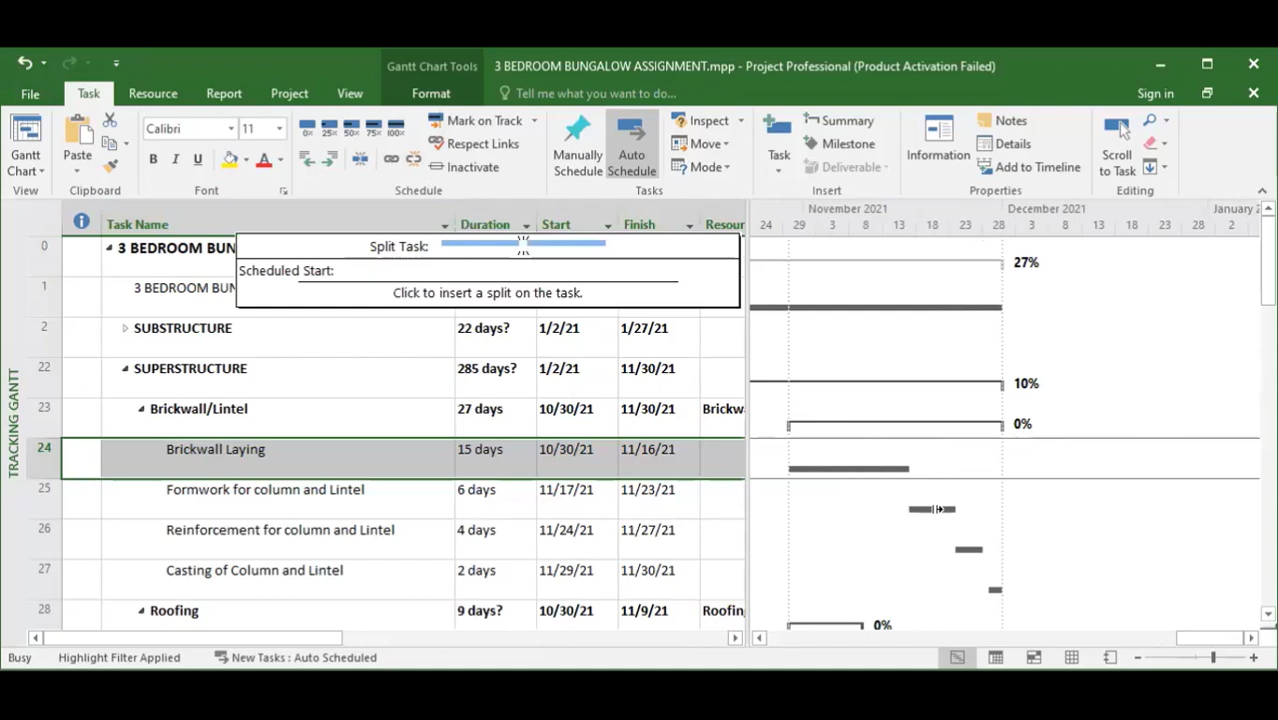 Gantt Chart Tools
3 BEDROOM BUNGALOW ASSIGNMENT.mpp - Project Professional (Product Activation Failed)
File Task Resource Report Project View Format Tell me what you want to do... Sign in
Gantt Chart
View
Paste
Clipboard
Calibri 11
B I U A
Font
0% 25% 50% 75% 100%
Mark on Track
Respect Links
Inactivate
Schedule
Manually Schedule
Auto Schedule
Inspect
Move
Mode
Tasks
Task
Summary
Milestone
Deliverable
Insert
Information
Notes
Details
Add to Timeline
Properties
Scroll to Task
Editing
Task Name Duration Start Finish Resour
November 2021 December 2021 January 2
24 29 3 8 13 18 23 28 3 8 13 18 23 28 2
Split Task:
Scheduled Start:
Click to insert a split on the task.
TRACKING GANTT
0 3 BEDROOM BUN 27%
1 3 BEDROOM BUN
2 SUBSTRUCTURE 22 days? 1/2/21 1/27/21
22 SUPERSTRUCTURE 285 days? 1/2/21 11/30/21 10%
23 Brickwall/Lintel 27 days 10/30/21 11/30/21 Brickw 0%
24 Brickwall Laying 15 days 10/30/21 11/16/21
25 Formwork for column and Lintel 6 days 11/17/21 11/23/21
26 Reinforcement for column and Lintel 4 days 11/24/21 11/27/21
27 Casting of Column and Lintel 2 days 11/29/21 11/30/21
28 Roofing 9 days? 10/30/21 11/9/21 Roofing 0%
Busy Highlight Filter Applied New Tasks : Auto Scheduled